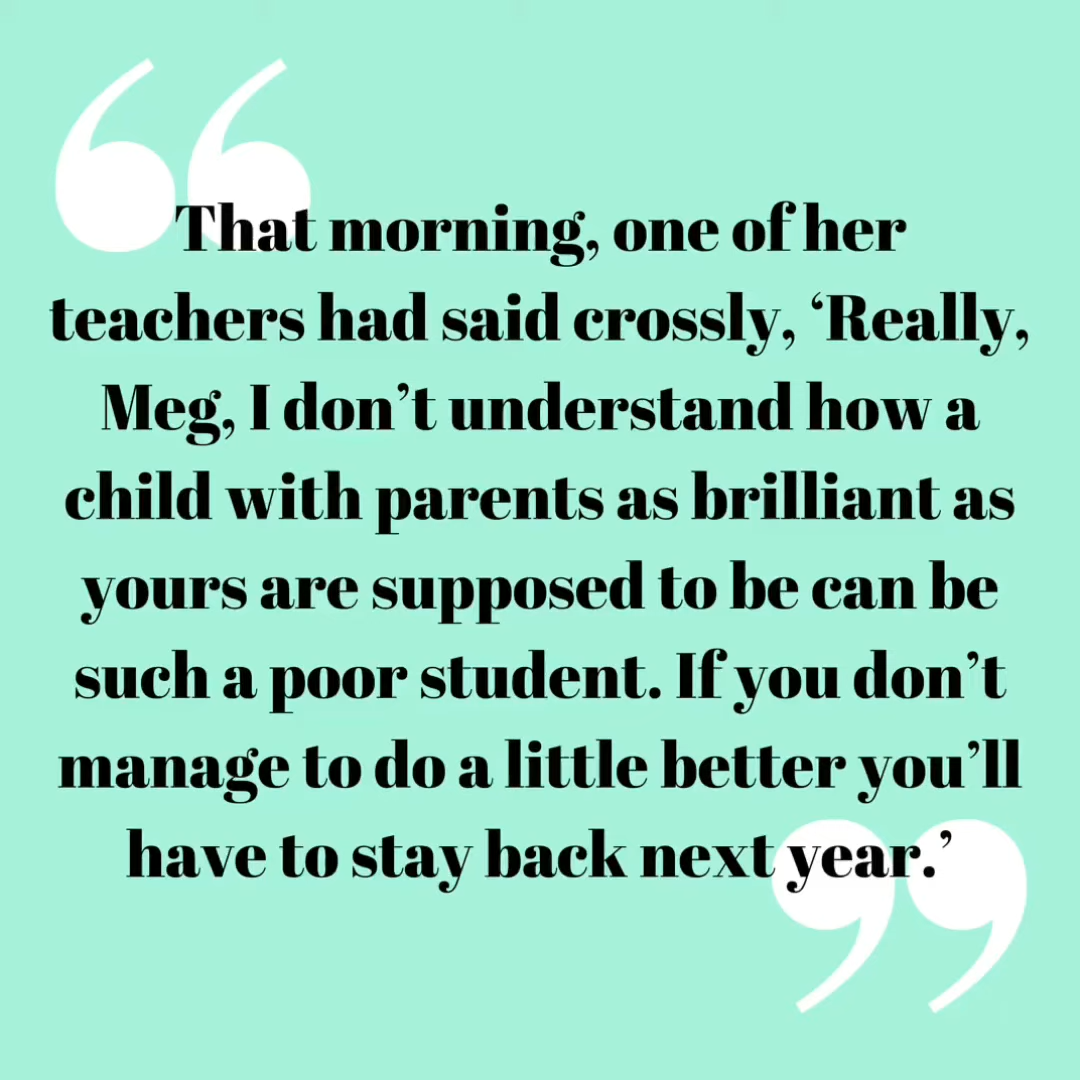 That morning, one of her
teachers had said crossly, ‘Really,
Meg, I don’t understand how a
child with parents as brilliant as
yours are supposed to be can be
such a poor student. If you don’t
manage to do a little better you’ll
have to stay back next year.’